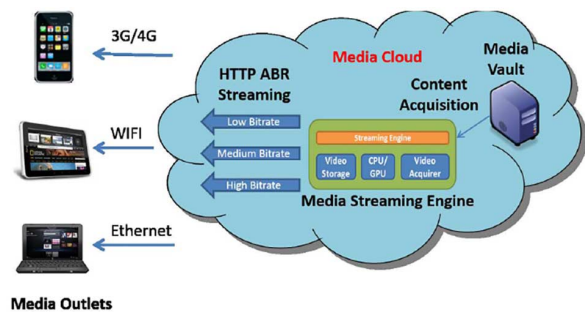 3G/4G
WIFI
Ethernet
Media Outlets
Media Cloud
HTTP ABR
Streaming
Low Bitrate
Medium Bitrate
High Bitrate
Media
Vault
Content
Acquisition
Streaming Engine
Video
Storage
CPU/
GPU
Video
Acquirer
Media Streaming Engine